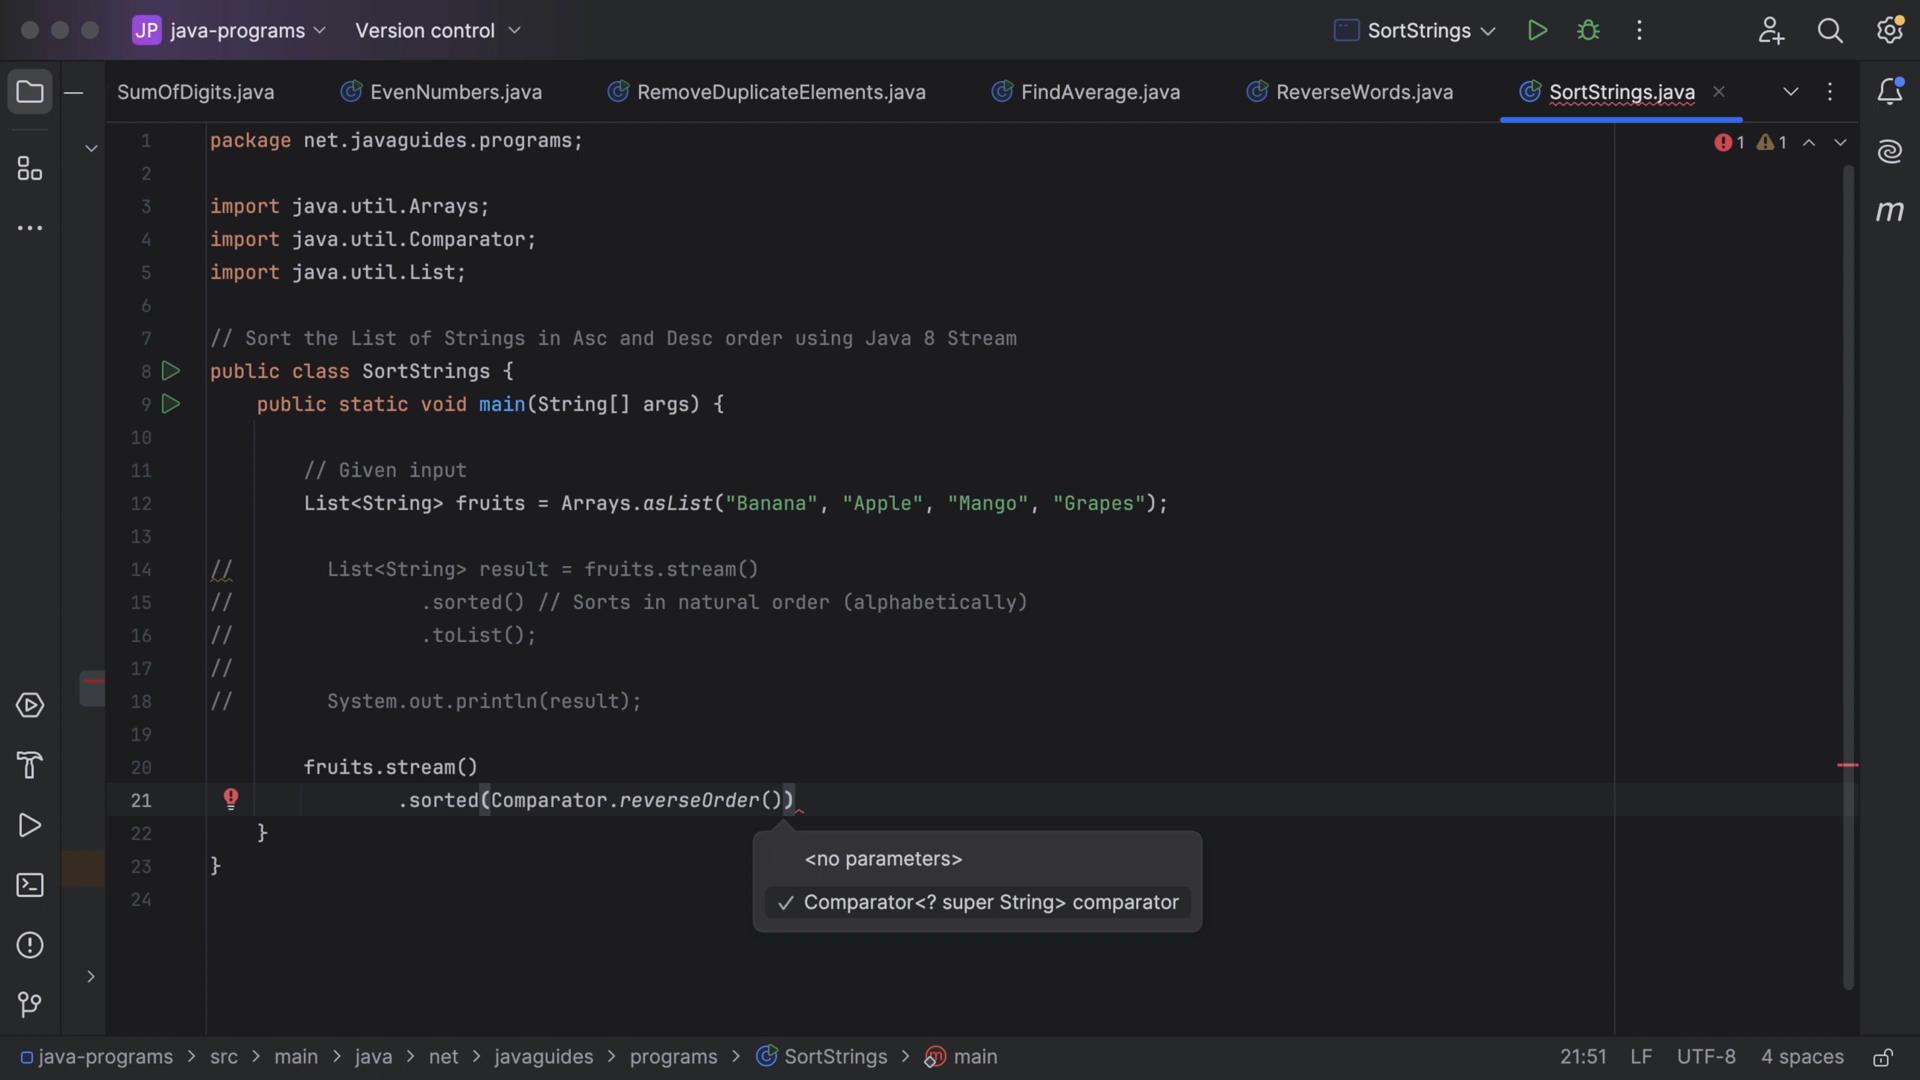 JP java-programs Version control SortStrings
SumOfDigits.java EvenNumbers.java RemoveDuplicateElements.java FindAverage.java ReverseWords.java SortStrings.java
1 package net.javaguides.programs; 1 1
2
3 import java.util.Arrays;
4 import java.util.Comparator;
5 import java.util.List;
6
7 // Sort the List of Strings in Asc and Desc order using Java 8 Stream
8 public class SortStrings {
9 public static void main(String[] args) {
10
11 // Given input
12 List<String> fruits = Arrays.asList("Banana", "Apple", "Mango", "Grapes");
13
14 // List<String> result = fruits.stream()
15 // .sorted() // Sorts in natural order (alphabetically)
16 // .toList();
17 //
18 // System.out.println(result);
19
20 fruits.stream()
21 .sorted(Comparator.reverseOrder())
22 }
<no parameters>
23 }
24
Comparator<? super String> comparator
java-programs > src > main > java > net > javaguides > programs > SortStrings > main 21:51 LF UTF-8 4 spaces